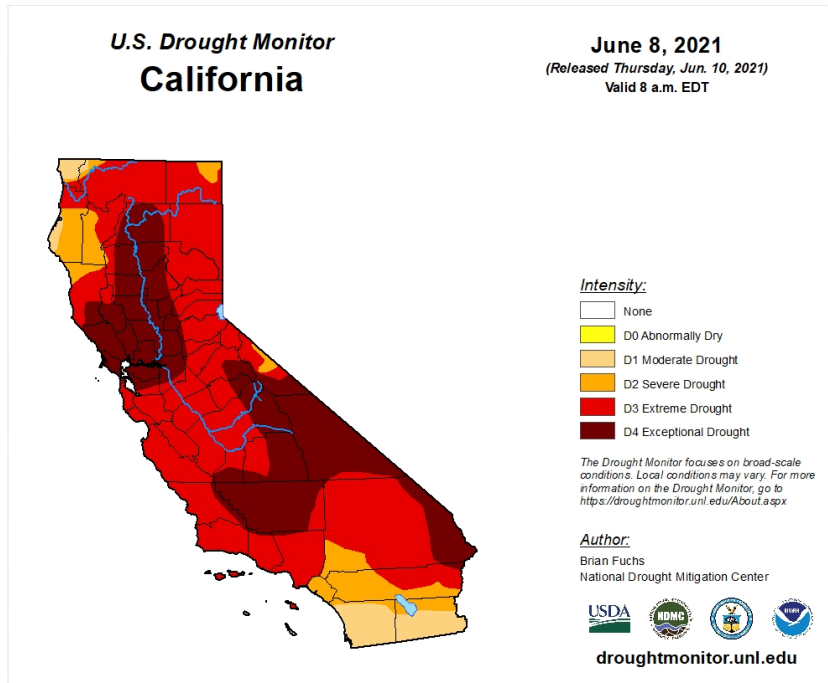 U.S. Drought Monitor
California
June 8, 2021
(Released Thursday, Jun. 10, 2021)
Valid 8 a.m. EDT
Intensity:
None
D0 Abnormally Dry
D1 Moderate Drought
D2 Severe Drought
D3 Extreme Drought
D4 Exceptional Drought
The Drought Monitor focuses on broad-scale
conditions. Local conditions may vary. For more
information on the Drought Monitor, go to
https://droughtmonitor.unl.edu/About.aspx
Author:
Brian Fuchs
National Drought Mitigation Center
USDA
NDMC
droughtmonitor.unl.edu